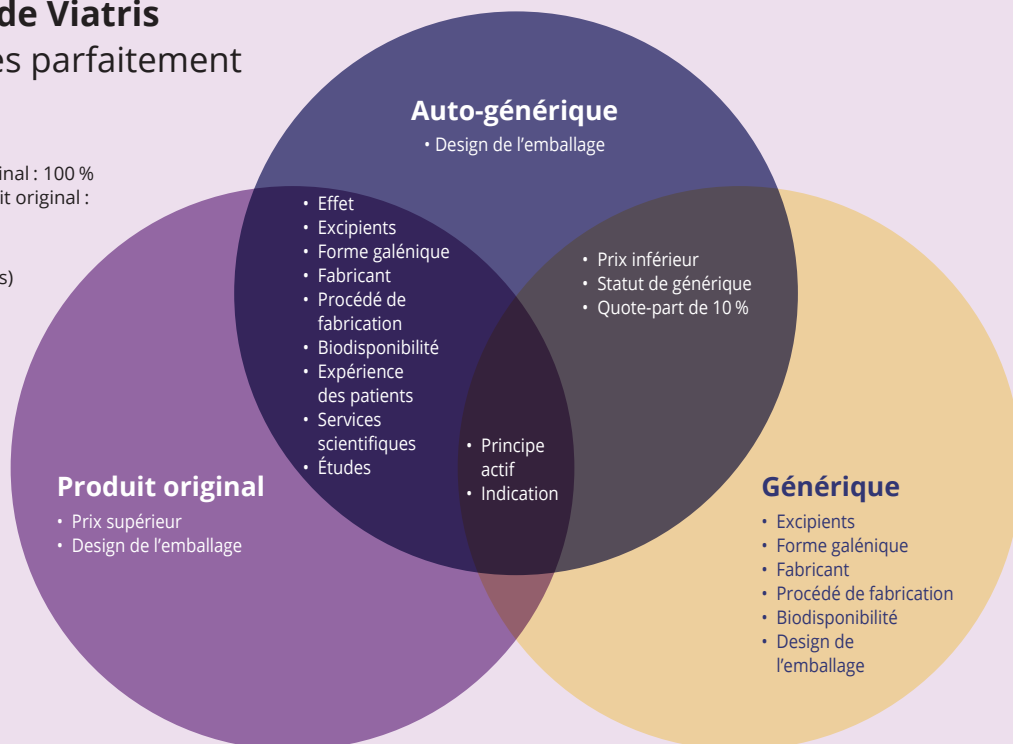 de Viatris
es parfaitement
inal : 100 %
it original :
s)
Auto-générique
• Design de l’emballage
• Effet
• Excipients
• Forme galénique
• Fabricant
• Procédé de
fabrication
• Biodisponibilité
• Expérience
des patients
• Services
scientifiques
• Études
• Prix inférieur
• Statut de générique
• Quote-part de 10 %
• Principe
actif
• Indication
Produit original
• Prix supérieur
• Design de l’emballage
Générique
• Excipients
• Forme galénique
• Fabricant
• Procédé de fabrication
• Biodisponibilité
• Design de
l’emballage